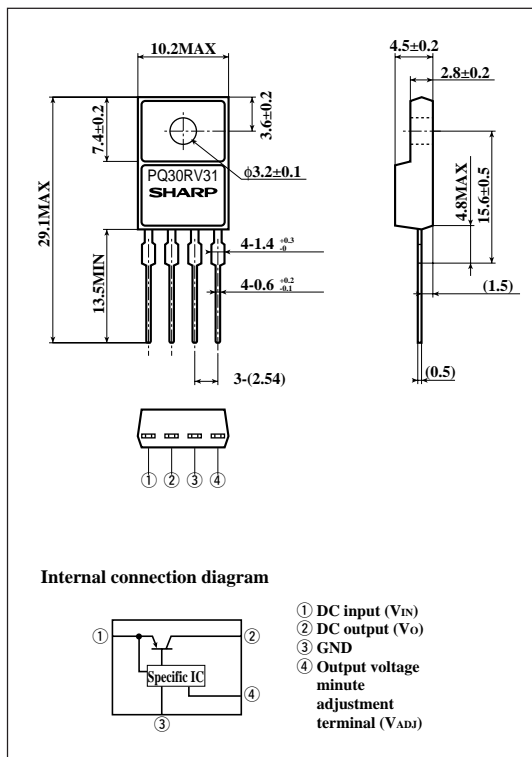 10.2MAX
4.5±0.2
2.8±0.2
7.4±0.2
3.6±0.2
29.1MAX
PQ30RV31
SHARP
ϕ3.2±0.1
4.8MAX
15.6±0.5
13.5MIN
4-1.4 +0.3 -0
4-0.6 +0.2 -0.1
(1.5)
3-(2.54)
(0.5)
① ② ③ ④
Internal connection diagram
①
②
Specific IC
④
③
① DC input (VIN)
② DC output (VO)
③ GND
④ Output voltage
minute
adjustment
terminal (VADJ)